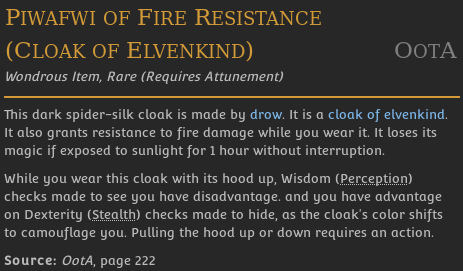 Piwafwi of Fire Resistance
(Cloak of Elvenkind) OotA
Wondrous Item, Rare (Requires Attunement)
This dark spider-silk cloak is made by drow. It is a cloak of elvenkind.
It also grants resistance to fire damage while you wear it. It loses its
magic if exposed to sunlight for 1 hour without interruption.
While you wear this cloak with its hood up, Wisdom (Perception)
checks made to see you have disadvantage. and you have advantage
on Dexterity (Stealth) checks made to hide, as the cloak's color shifts
to camouflage you. Pulling the hood up or down requires an action.
Source: OotA, page 222